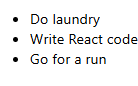 • Do laundry
• Write React code
• Go for a run